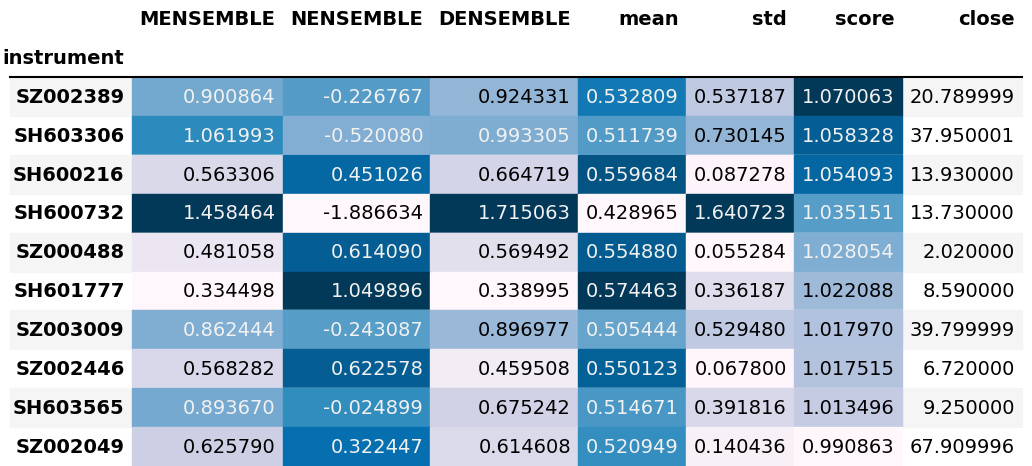 MENSEMBLE NENSEMBLE DENSEMBLE mean std score close
instrument
SZ002389 0.900864 -0.226767 0.924331 0.532809 0.537187 1.070063 20.789999
SH603306 1.061993 -0.520080 0.993305 0.511739 0.730145 1.058328 37.950001
SH600216 0.563306 0.451026 0.664719 0.559684 0.087278 1.054093 13.930000
SH600732 1.458464 -1.886634 1.715063 0.428965 1.640723 1.035151 13.730000
SZ000488 0.481058 0.614090 0.569492 0.554880 0.055284 1.028054 2.020000
SH601777 0.334498 1.049896 0.338995 0.574463 0.336187 1.022088 8.590000
SZ003009 0.862444 -0.243087 0.896977 0.505444 0.529480 1.017970 39.799999
SZ002446 0.568282 0.622578 0.459508 0.550123 0.067800 1.017515 6.720000
SH603565 0.893670 -0.024899 0.675242 0.514671 0.391816 1.013496 9.250000
SZ002049 0.625790 0.322447 0.614608 0.520949 0.140436 0.990863 67.909996